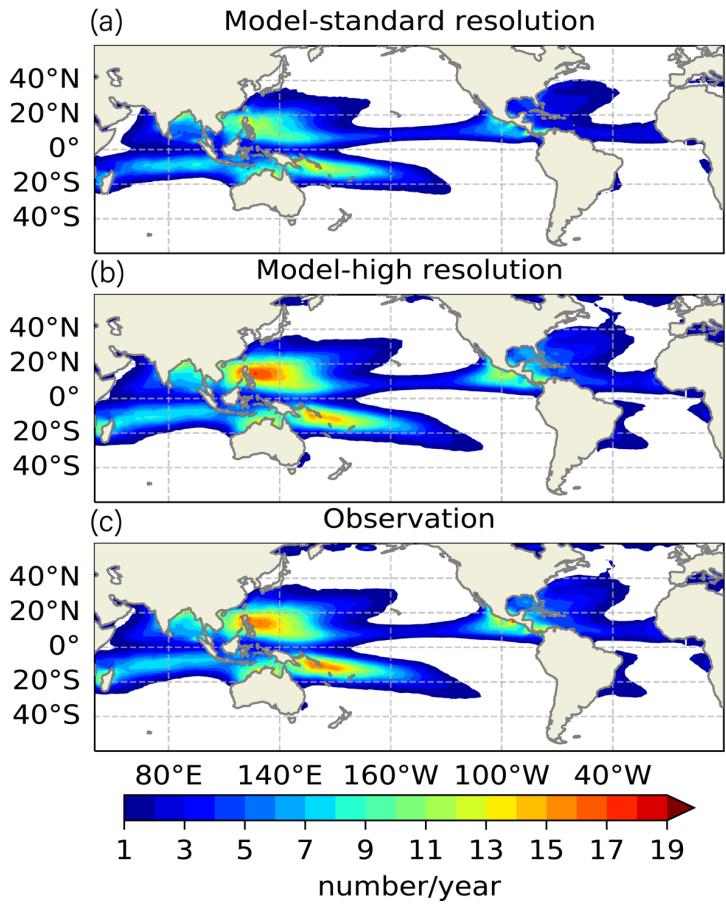 (a) Model-standard resolution
40°N
20°N
0°
20°S
40°S
(b) Model-high resolution
40°N
20°N
0°
20°S
40°S
(c) Observation
40°N
20°N
0°
20°S
40°S
80°E 140°E 160°W 100°W 40°W
1 3 5 7 9 11 13 15 17 19
number/year